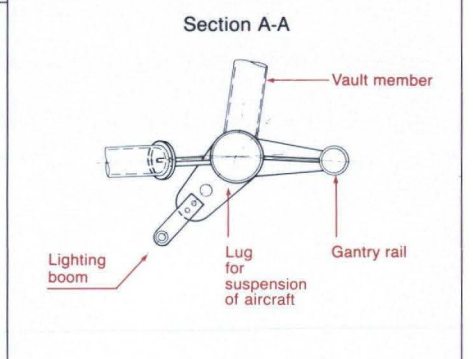 Section A-A
Vault member
Lighting
boom
Lug
for
suspension
of aircraft
Gantry rail